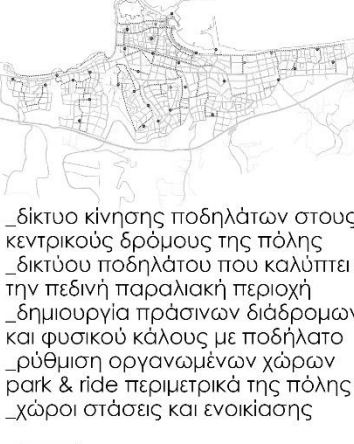 _δίκτυο κίνησης ποδηλάτων στους
κεντρικούς δρόμους της πόλης
_δικτύου ποδηλάτου που καλύπτει
την πεδινή παραλιακή περιοχή
_δημιουργία πράσινων διάδρομων
και φυσικού κάλους με ποδήλατο
_ρύθμιση οργανωμένων χώρων
park & ride περιμετρικά της πόλης
_χώροι στάσεις και ενοικίασης